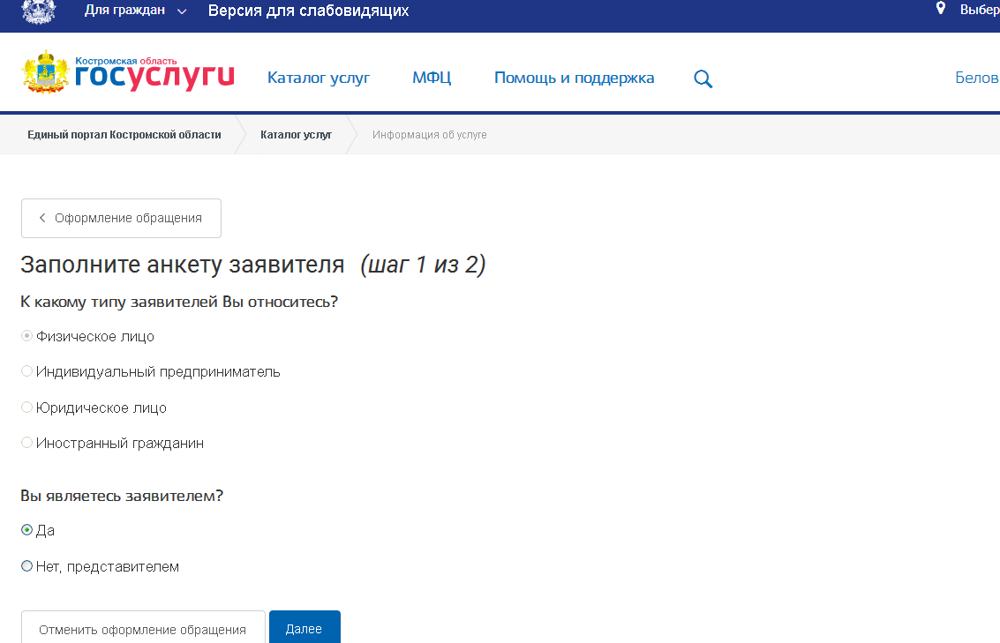 Для граждан Версия для слабовидящих Выбер
Костромская область
госуслуги Каталог услуг МФЦ Помощь и поддержка Белов
Единый портал Костромской области Каталог услуг Информация об услуге
Оформление обращения
Заполните анкету заявителя (шаг 1 из 2)
К какому типу заявителей Вы относитесь?
Физическое лицо
Индивидуальный предприниматель
Юридическое лицо
Иностранный гражданин
Вы являетесь заявителем?
Да
Нет, представителем
Отменить оформление обращения Далее